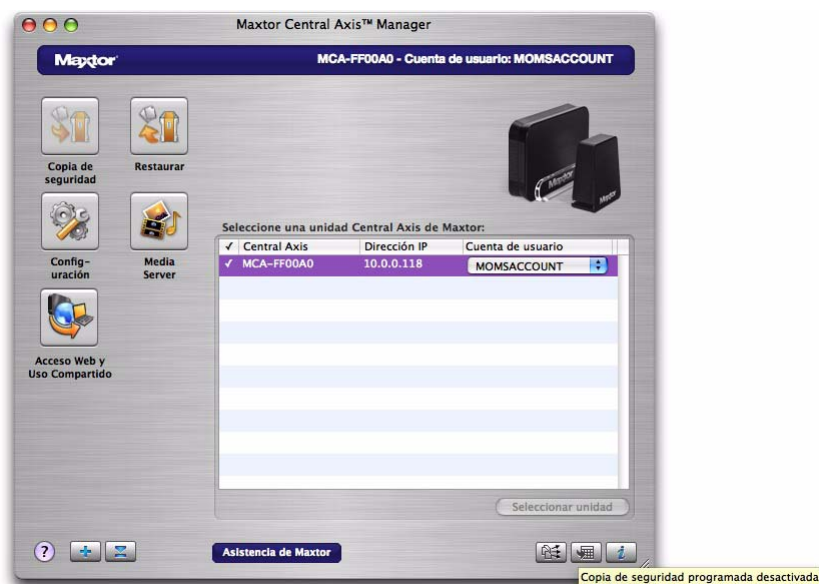 Maxtor Central Axis™ Manager
Maxtor
MCA-FF00A0 - Cuenta de usuario: MOMSACCOUNT
Copia de
seguridad
Restaurar
Config-
uración
Media
Server
Acceso Web y
Uso Compartido
Maxtor
Maxtor
Seleccione una unidad Central Axis de Maxtor:
✓ Central Axis Dirección IP Cuenta de usuario
✓ MCA-FF00A0 10.0.0.118 MOMSACCOUNT
Seleccionar unidad
?
Asistencia de Maxtor
i
Copia de seguridad programada desactivada